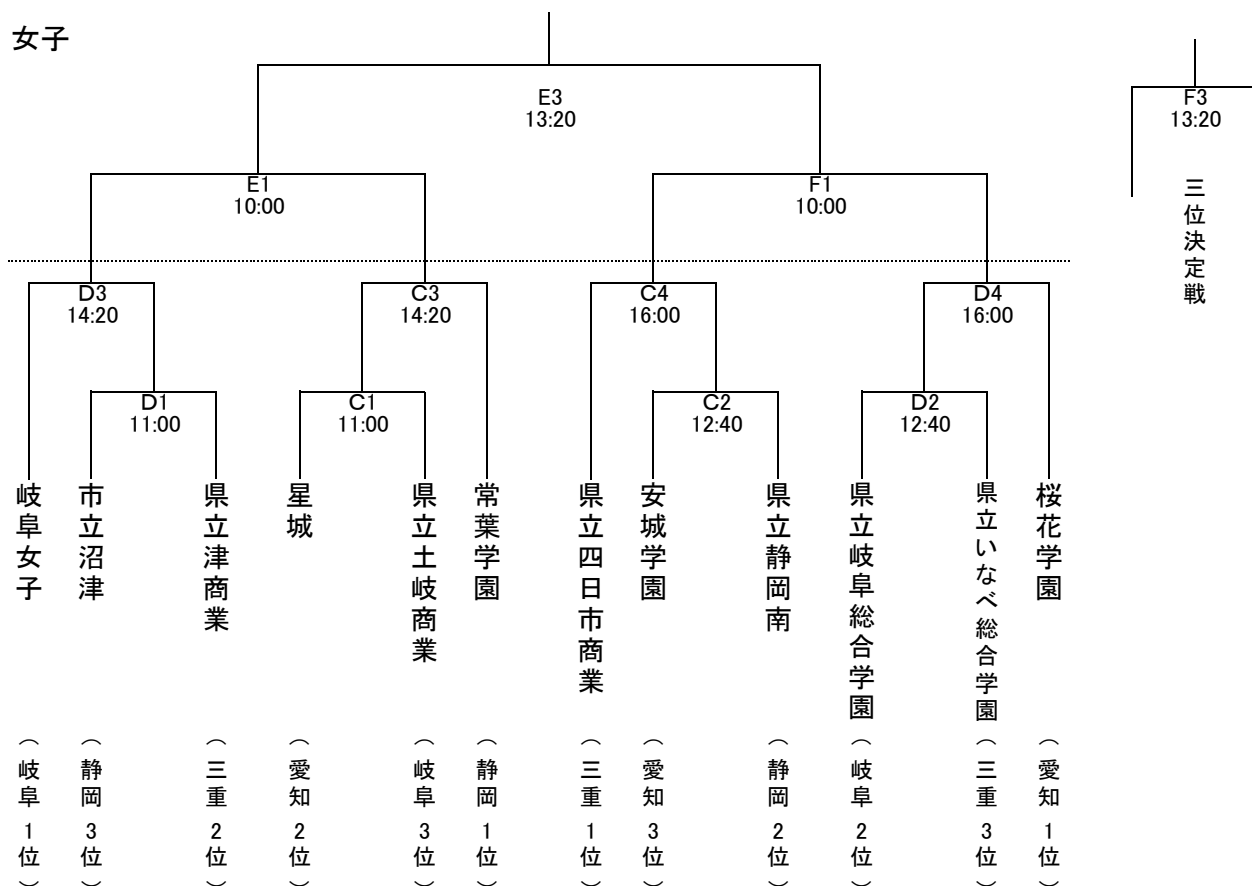 女子
E3
13:20
F3
13:20
三位決定戦
E1
10:00
F1
10:00
D3
14:20
C3
14:20
C4
16:00
D4
16:00
D1
11:00
C1
11:00
C2
12:40
D2
12:40
岐阜女子
市立沼津
県立津商業
星城
県立土岐商業
常葉学園
県立四日市商業
安城学園
県立静岡南
県立岐阜総合学園
県立いなべ総合学園
桜花学園
（岐阜1位）
（静岡3位）
（三重2位）
（愛知2位）
（岐阜3位）
（静岡1位）
（三重1位）
（愛知3位）
（静岡2位）
（岐阜2位）
（三重3位）
（愛知1位）